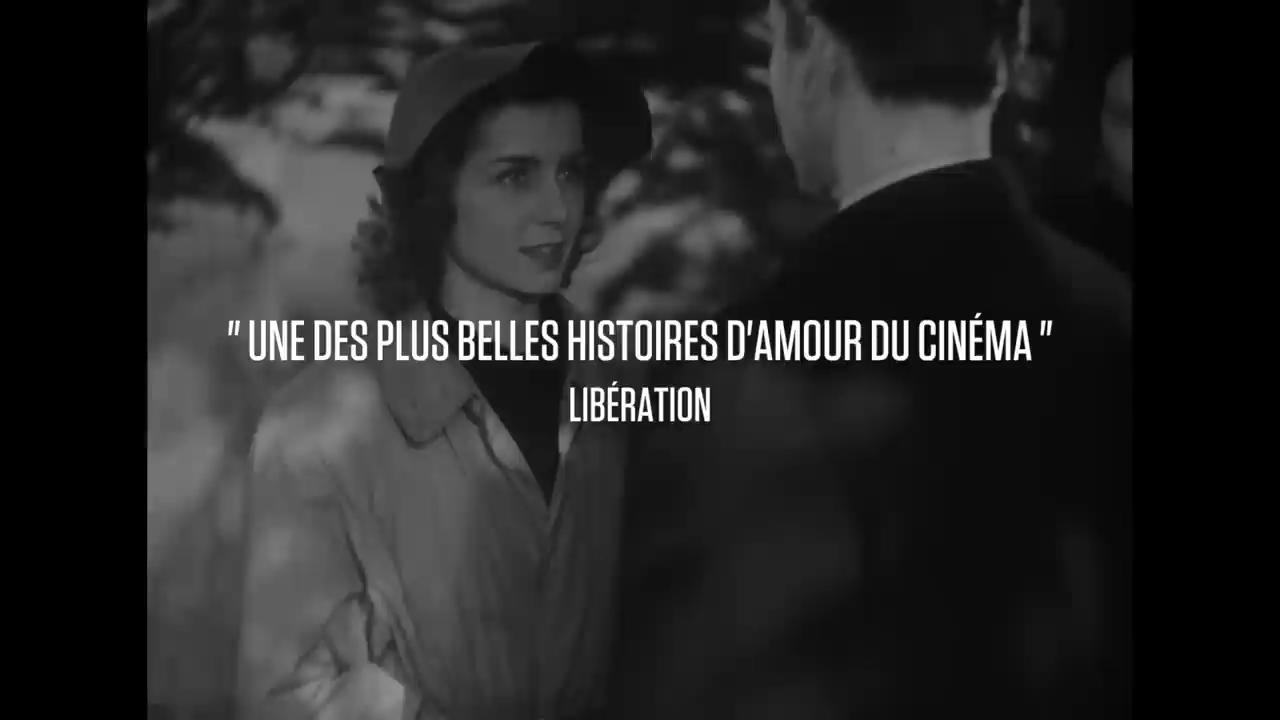 " UNE DES PLUS BELLES HISTOIRES D'AMOUR DU CINÉMA "
LIBÉRATION